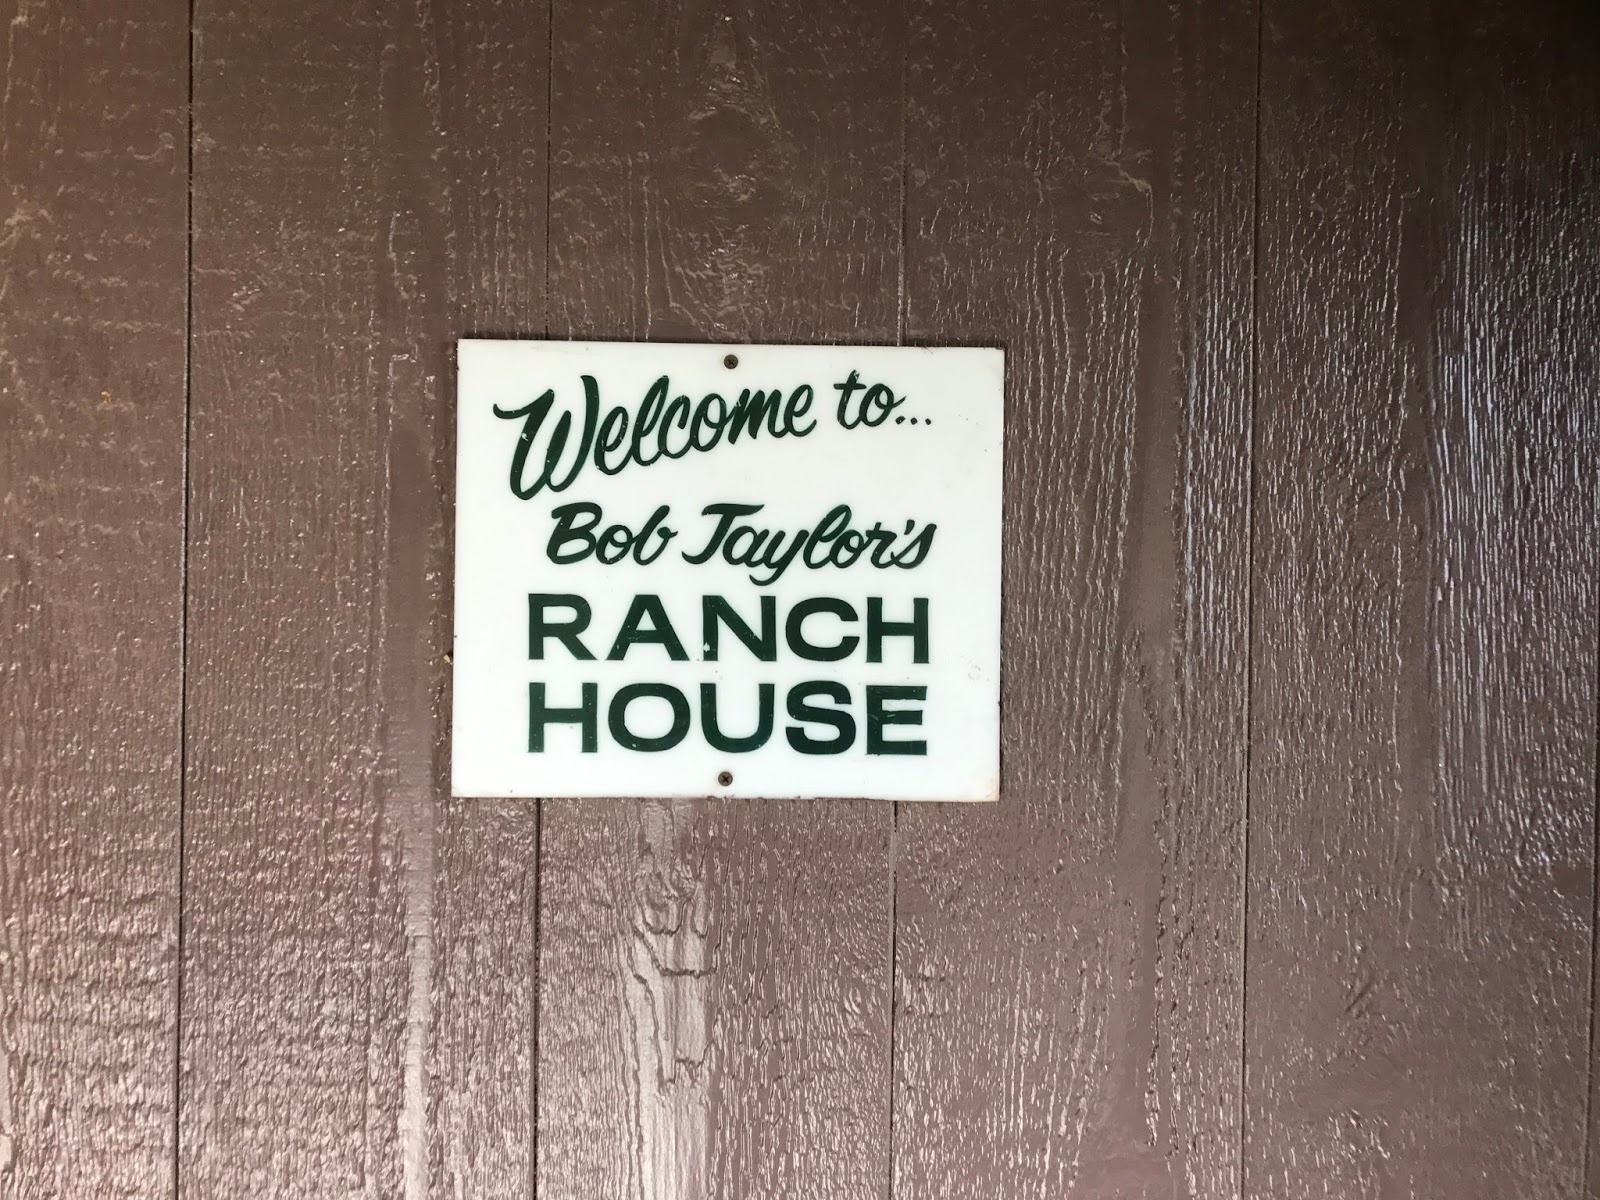 Welcome to...
Bob Taylor's
RANCH
HOUSE